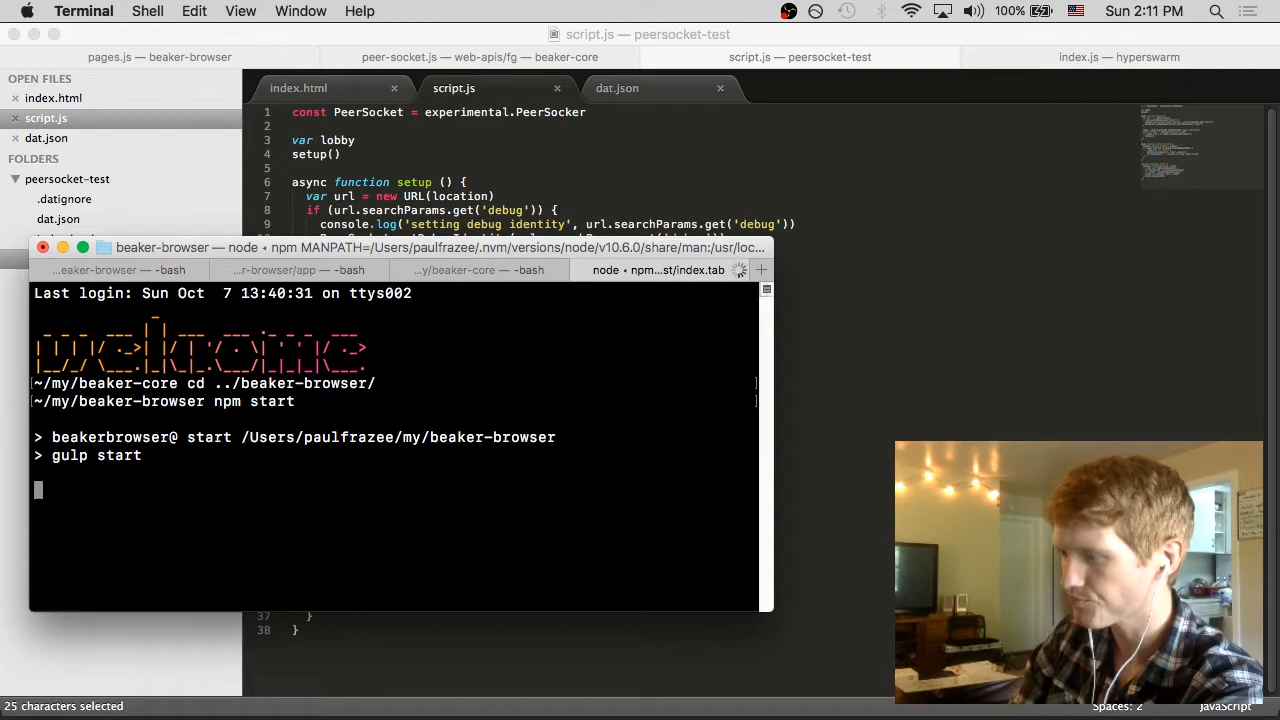 Terminal Shell Edit View Window Help 100% Sun 2:11 PM
script.js — peersocket-test
pages.js — beaker-browser peer-socket.js — web-apis/fg — beaker-core script.js — peersocket-test index.js — hyperswarm
OPEN FILES
index.html
script.js
dat.json
FOLDERS
peersocket-test
.datignore
dat.json
index.html script.js dat.json
1 const PeerSocket = experimental.PeerSocker
2
3 var lobby
4 setup()
5
6 async function setup () {
7 var url = new URL(location)
8 if (url.searchParams.get('debug')) {
9 console.log('setting debug identity', url.searchParams.get('debug'))
beaker-browser — node ◂ npm MANPATH=/Users/paulfrazee/.nvm/versions/node/v10.6.0/share/man:/usr/loc...
...eaker-browser — -bash ...r-browser/app — -bash ...y/beaker-core — -bash node ◂ npm...st/index.tab
Last login: Sun Oct 7 13:40:31 on ttys002
welcome
[~/my/beaker-core cd ../beaker-browser/ ]
[~/my/beaker-browser npm start ]
> beakerbrowser@ start /Users/paulfrazee/my/beaker-browser
> gulp start
37 }
38 }
25 characters selected Spaces: 2 JavaScript